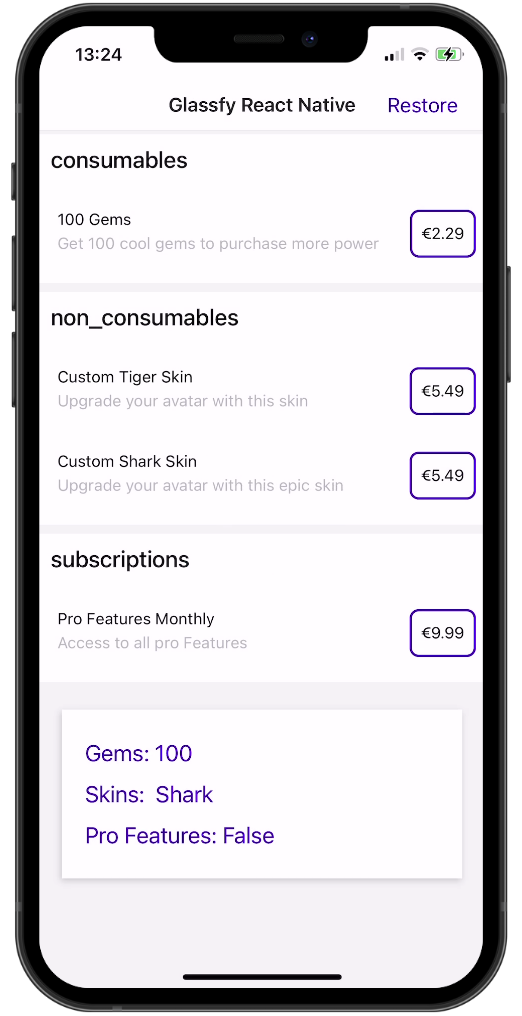 13:24
Glassfy React Native Restore
consumables
100 Gems
Get 100 cool gems to purchase more power
€2.29
non_consumables
Custom Tiger Skin
Upgrade your avatar with this skin
€5.49
Custom Shark Skin
Upgrade your avatar with this epic skin
€5.49
subscriptions
Pro Features Monthly
Access to all pro Features
€9.99
Gems: 100
Skins:  Shark
Pro Features: False